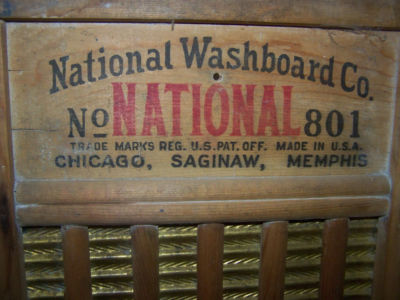 National Washboard Co.
No NATIONAL 801
TRADE MARKS REG. U.S. PAT. OFF. MADE IN U.S.A.
CHICAGO, SAGINAW, MEMPHIS